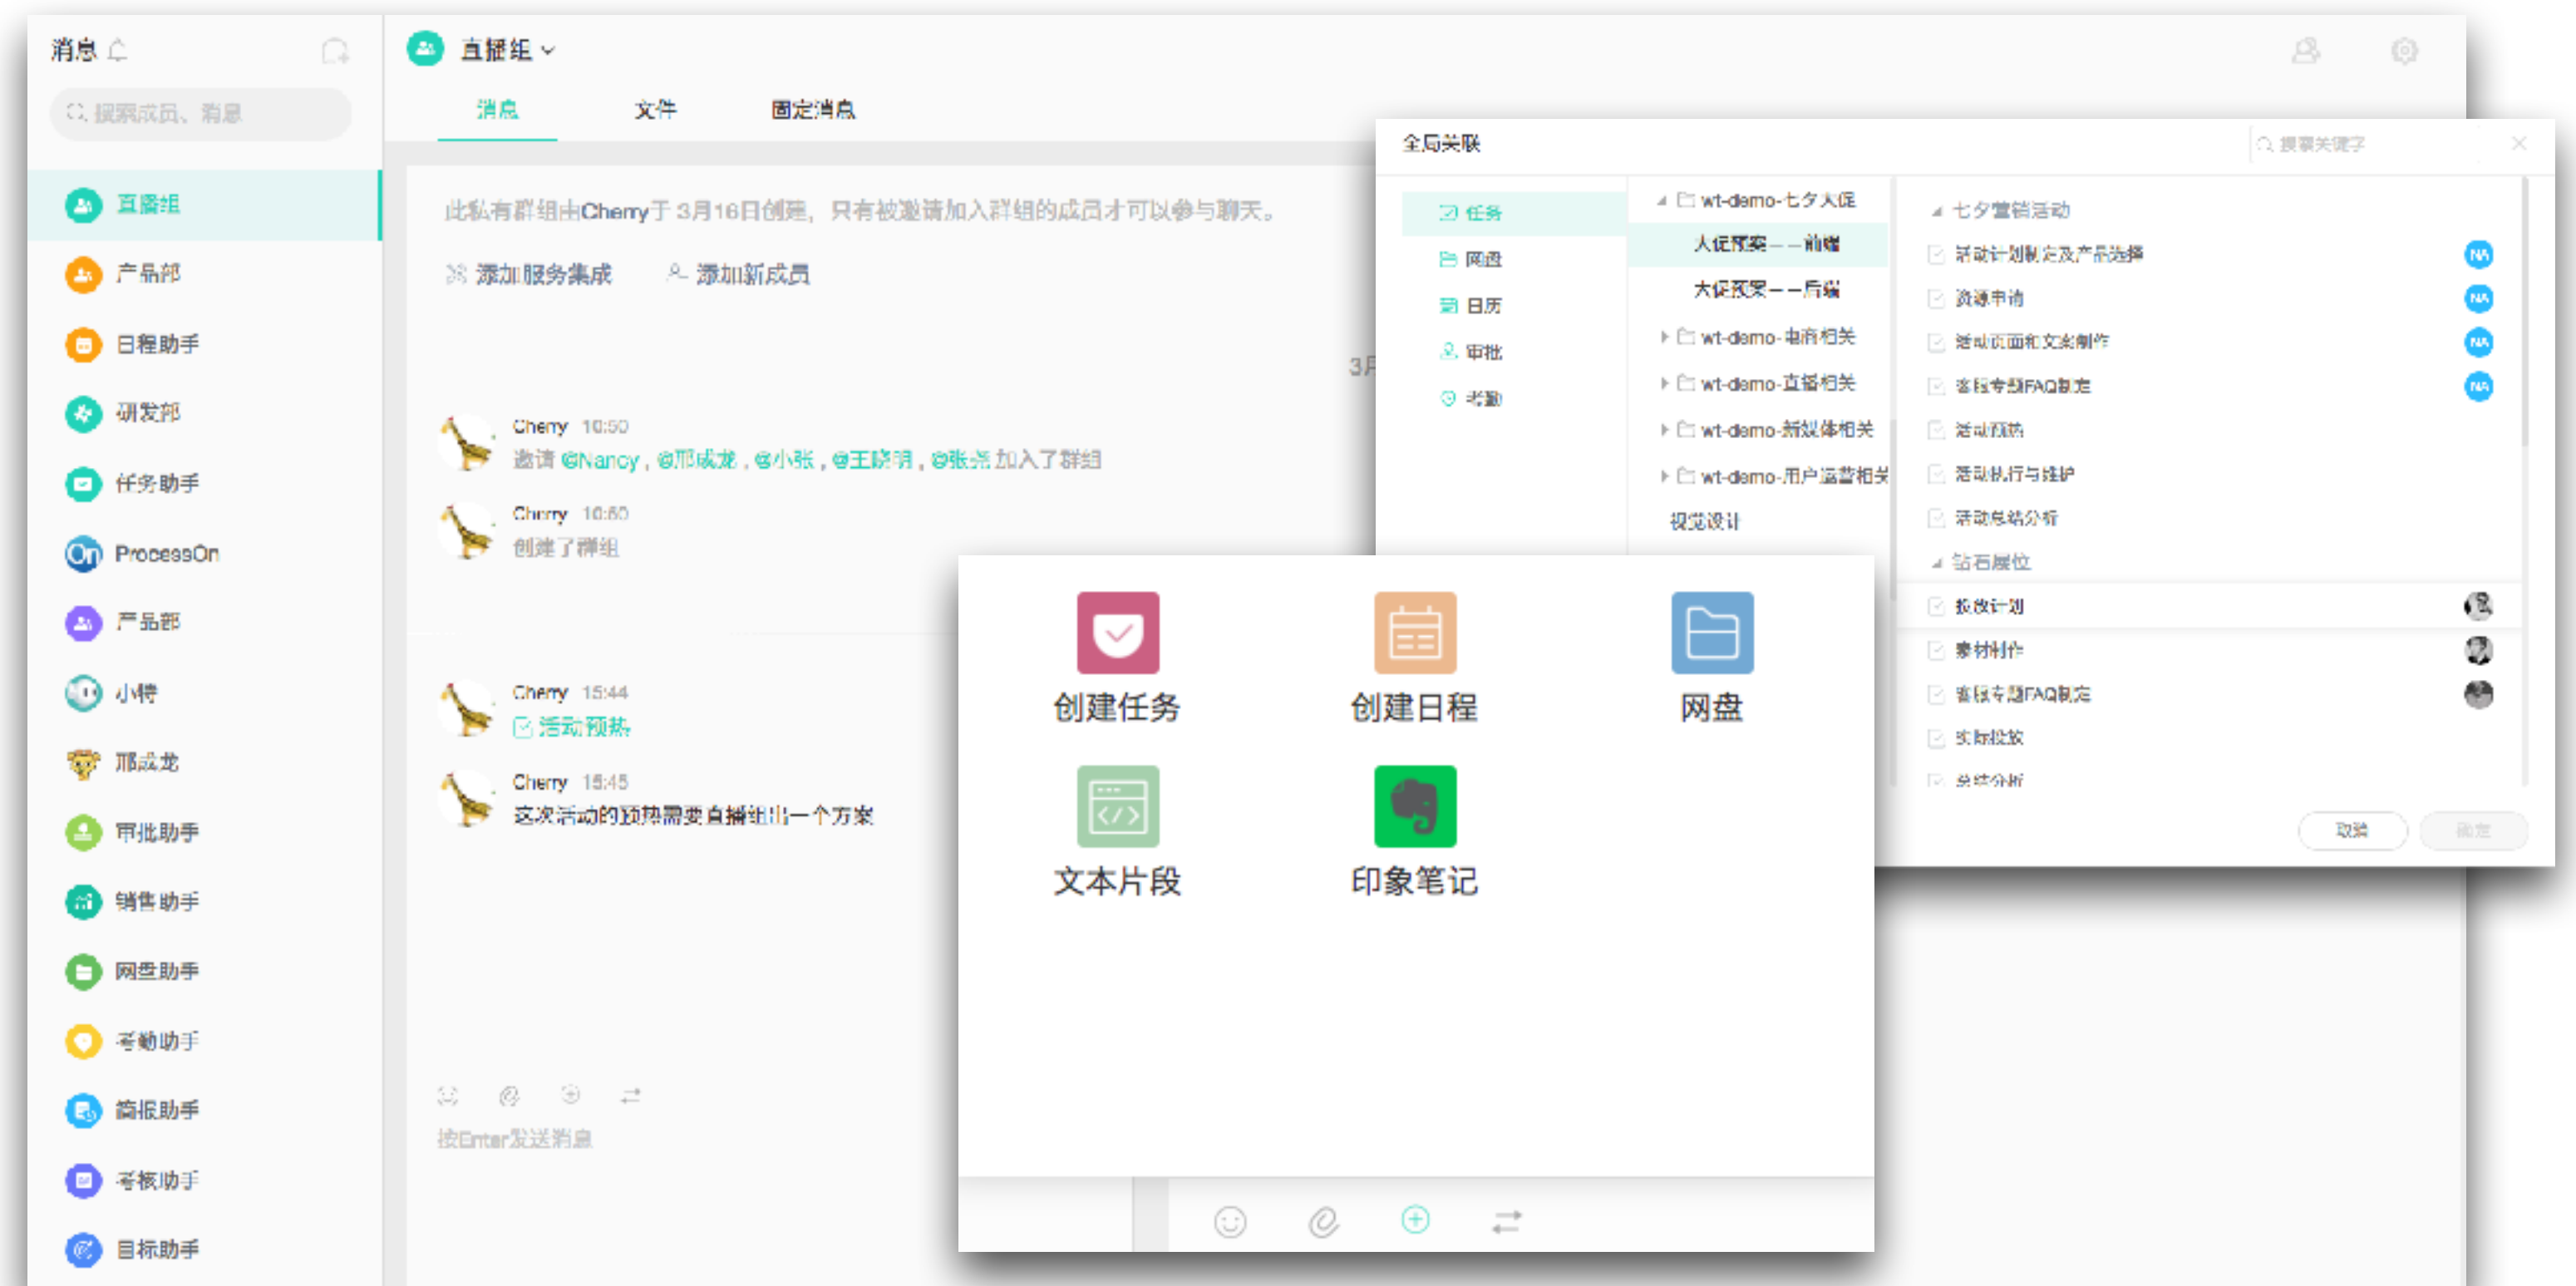 消息
搜索成员、消息
直播组
产品部
日程助手
研发部
任务助手
ProcessOn
产品部
小特
邢成龙
审批助手
销售助手
网盘助手
考勤助手
简报助手
考核助手
目标助手
直播组
消息 文件 固定消息
此私有群组由Cherry于 3月16日创建，只有被邀请加入群组的成员才可以参与聊天。
添加服务集成 添加新成员
3月
Cherry 10:50
邀请 @Nancy , @邢成龙 , @小张 , @王晓明 , @张尧 加入了群组
Cherry 10:50
创建了群组
Cherry 15:44
活动预热
Cherry 15:45
这次活动的预热需要直播组出一个方案
按Enter发送消息
全局关联
搜索关键字
任务
网盘
日历
审批
考勤
wt-demo-七夕大促
大促预案——前端
大促预案——后端
wt-demo-电商相关
wt-demo-直播相关
wt-demo-新媒体相关
wt-demo-用户运营相关
视觉设计
七夕营销活动
活动计划制定及产品选择 NA
资源申请 NA
活动页面和文案制作 NA
客服专题FAQ制定 NA
活动预热
活动执行与维护
活动总结分析
钻石展位
投放计划
素材制作
客服专题FAQ制定
实际投放
总结分析
取消 确定
创建任务 创建日程 网盘
文本片段 印象笔记